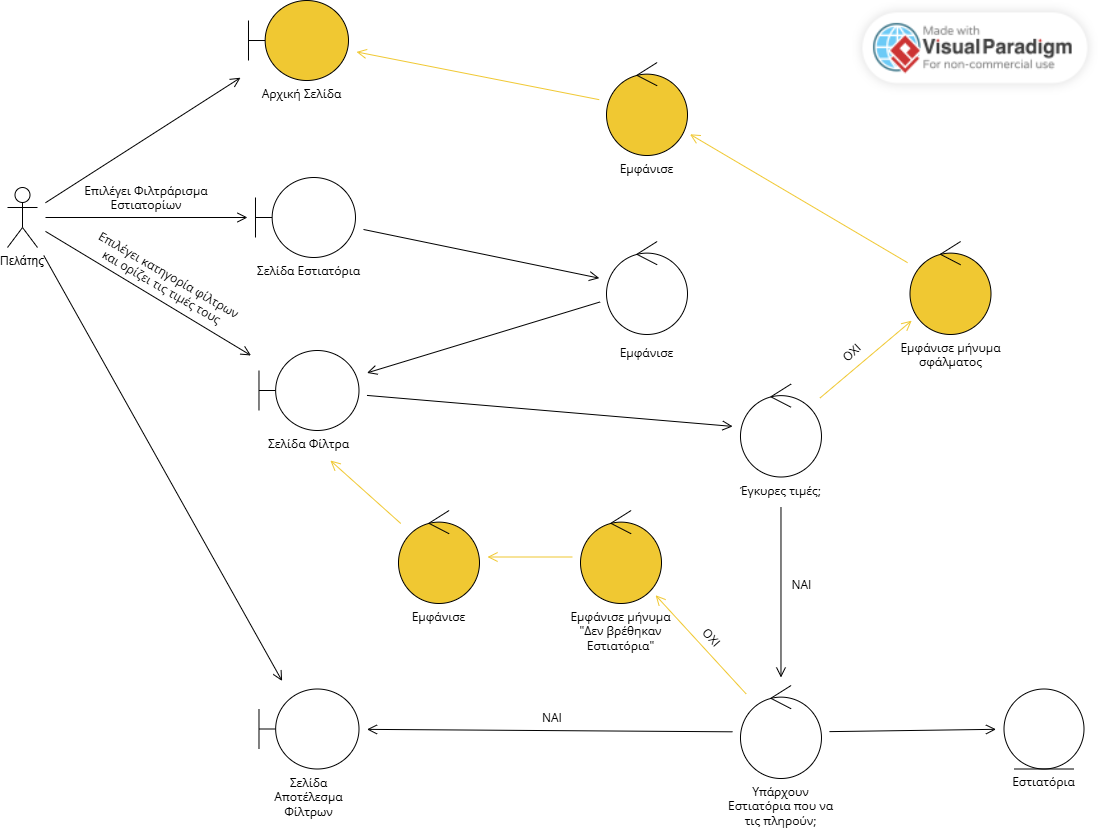 Made with
VisualParadigm
For non-commercial use
Αρχική Σελίδα
Εμφάνισε
Επιλέγει Φιλτράρισμα
Εστιατορίων
Πελάτης
Σελίδα Εστιατόρια
Επιλέγει κατηγορία φίλτρων
και ορίζει τις τιμές τους
Εμφάνισε
ΟΧΙ
Εμφάνισε μήνυμα
σφάλματος
Σελίδα Φίλτρα
Έγκυρες τιμές;
ΝΑΙ
Εμφάνισε
Εμφάνισε μήνυμα
"Δεν βρέθηκαν
Εστιατόρια"
ΟΧΙ
ΝΑΙ
Σελίδα
Αποτέλεσμα
Φίλτρων
Υπάρχουν
Εστιατόρια που να
τις πληρούν;
Εστιατόρια